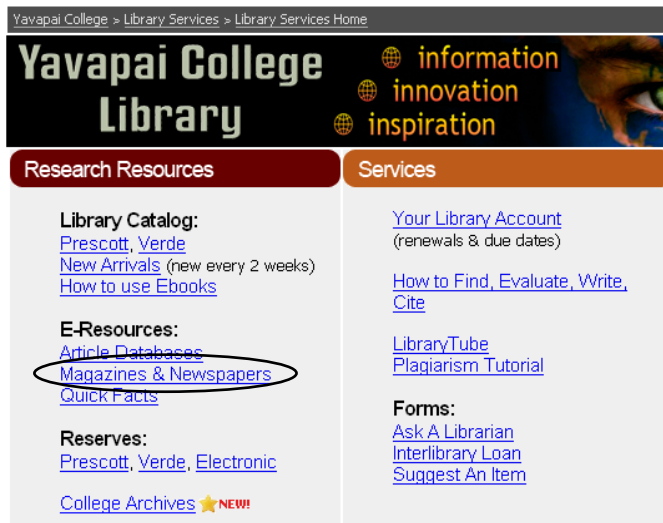 Yavapai College > Library Services > Library Services Home
Yavapai College
Library
information
innovation
inspiration
Research Resources
Library Catalog:
Prescott, Verde
New Arrivals (new every 2 weeks)
How to use Ebooks
E-Resources:
Article Databases
Magazines & Newspapers
Quick Facts
Reserves:
Prescott, Verde, Electronic
College Archives NEW!
Services
Your Library Account
(renewals & due dates)
How to Find, Evaluate, Write,
Cite
LibraryTube
Plagiarism Tutorial
Forms:
Ask A Librarian
Interlibrary Loan
Suggest An Item